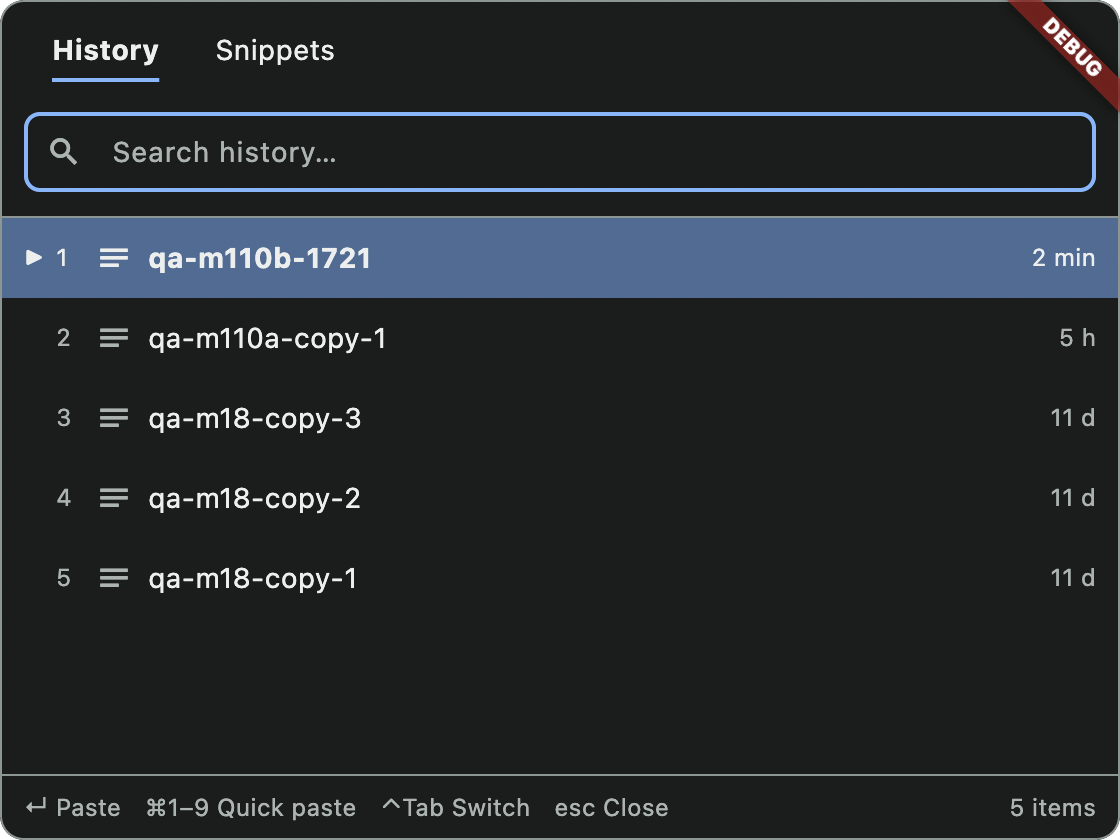 History Snippets
DEBUG
Search history...
▶ 1 qa-m110b-1721 2 min
2 qa-m110a-copy-1 5 h
3 qa-m18-copy-3 11 d
4 qa-m18-copy-2 11 d
5 qa-m18-copy-1 11 d
↵ Paste ⌘1–9 Quick paste ^Tab Switch esc Close 5 items